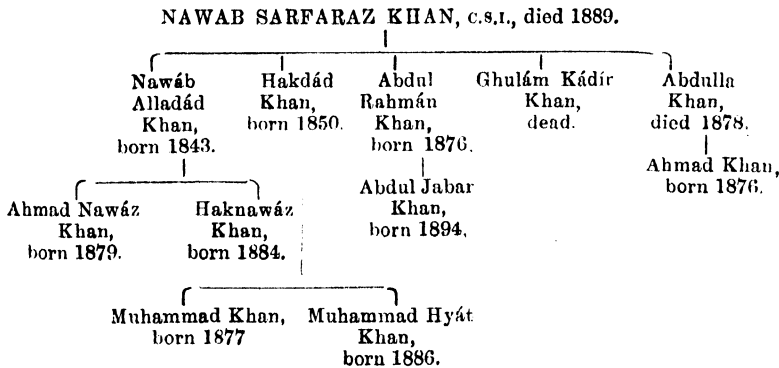 NAWAB SARFARAZ KHAN, C.S.I., died 1889.
Nawáb
Alladád
Khan,
born 1843.
Hakdád
Khan,
born 1850.
Abdul
Rahmán
Khan,
born 1876.
Ghulám Kádír
Khan,
dead.
Abdulla
Khan,
died 1878.
Ahmad Nawáz
Khan,
born 1879.
Haknawáz
Khan,
born 1884.
Abdul Jabar
Khan,
born 1894,
Ahmad Khan,
born 1876.
Muhammad Khan,
born 1877
Muhammad Hyát
Khan,
born 1886.